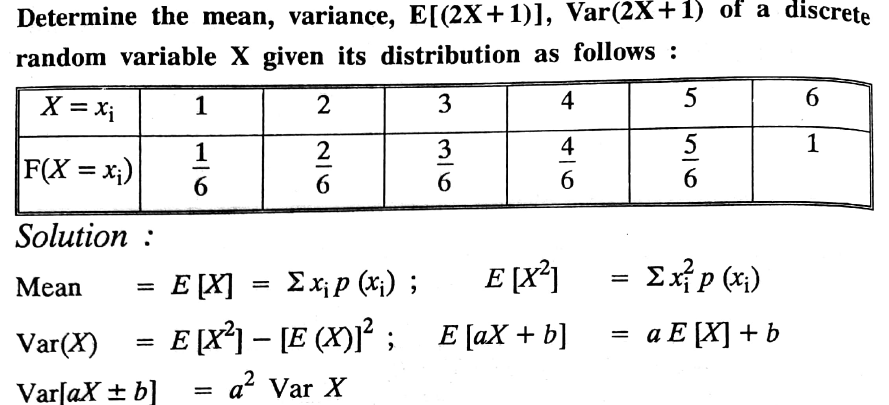 Determine the mean, variance, E[(2X+1)], Var(2X+1) of a discrete
random variable X given its distribution as follows :
X = xᵢ 1 2 3 4 5 6
F(X = xᵢ) 1/6 2/6 3/6 4/6 5/6 1
Solution :
Mean = E [X] = Σ xᵢ p (xᵢ) ; E [X²] = Σ xᵢ² p (xᵢ)
Var(X) = E [X²] – [E (X)]² ; E [aX + b] = a E [X] + b
Var[aX ± b] = a² Var X